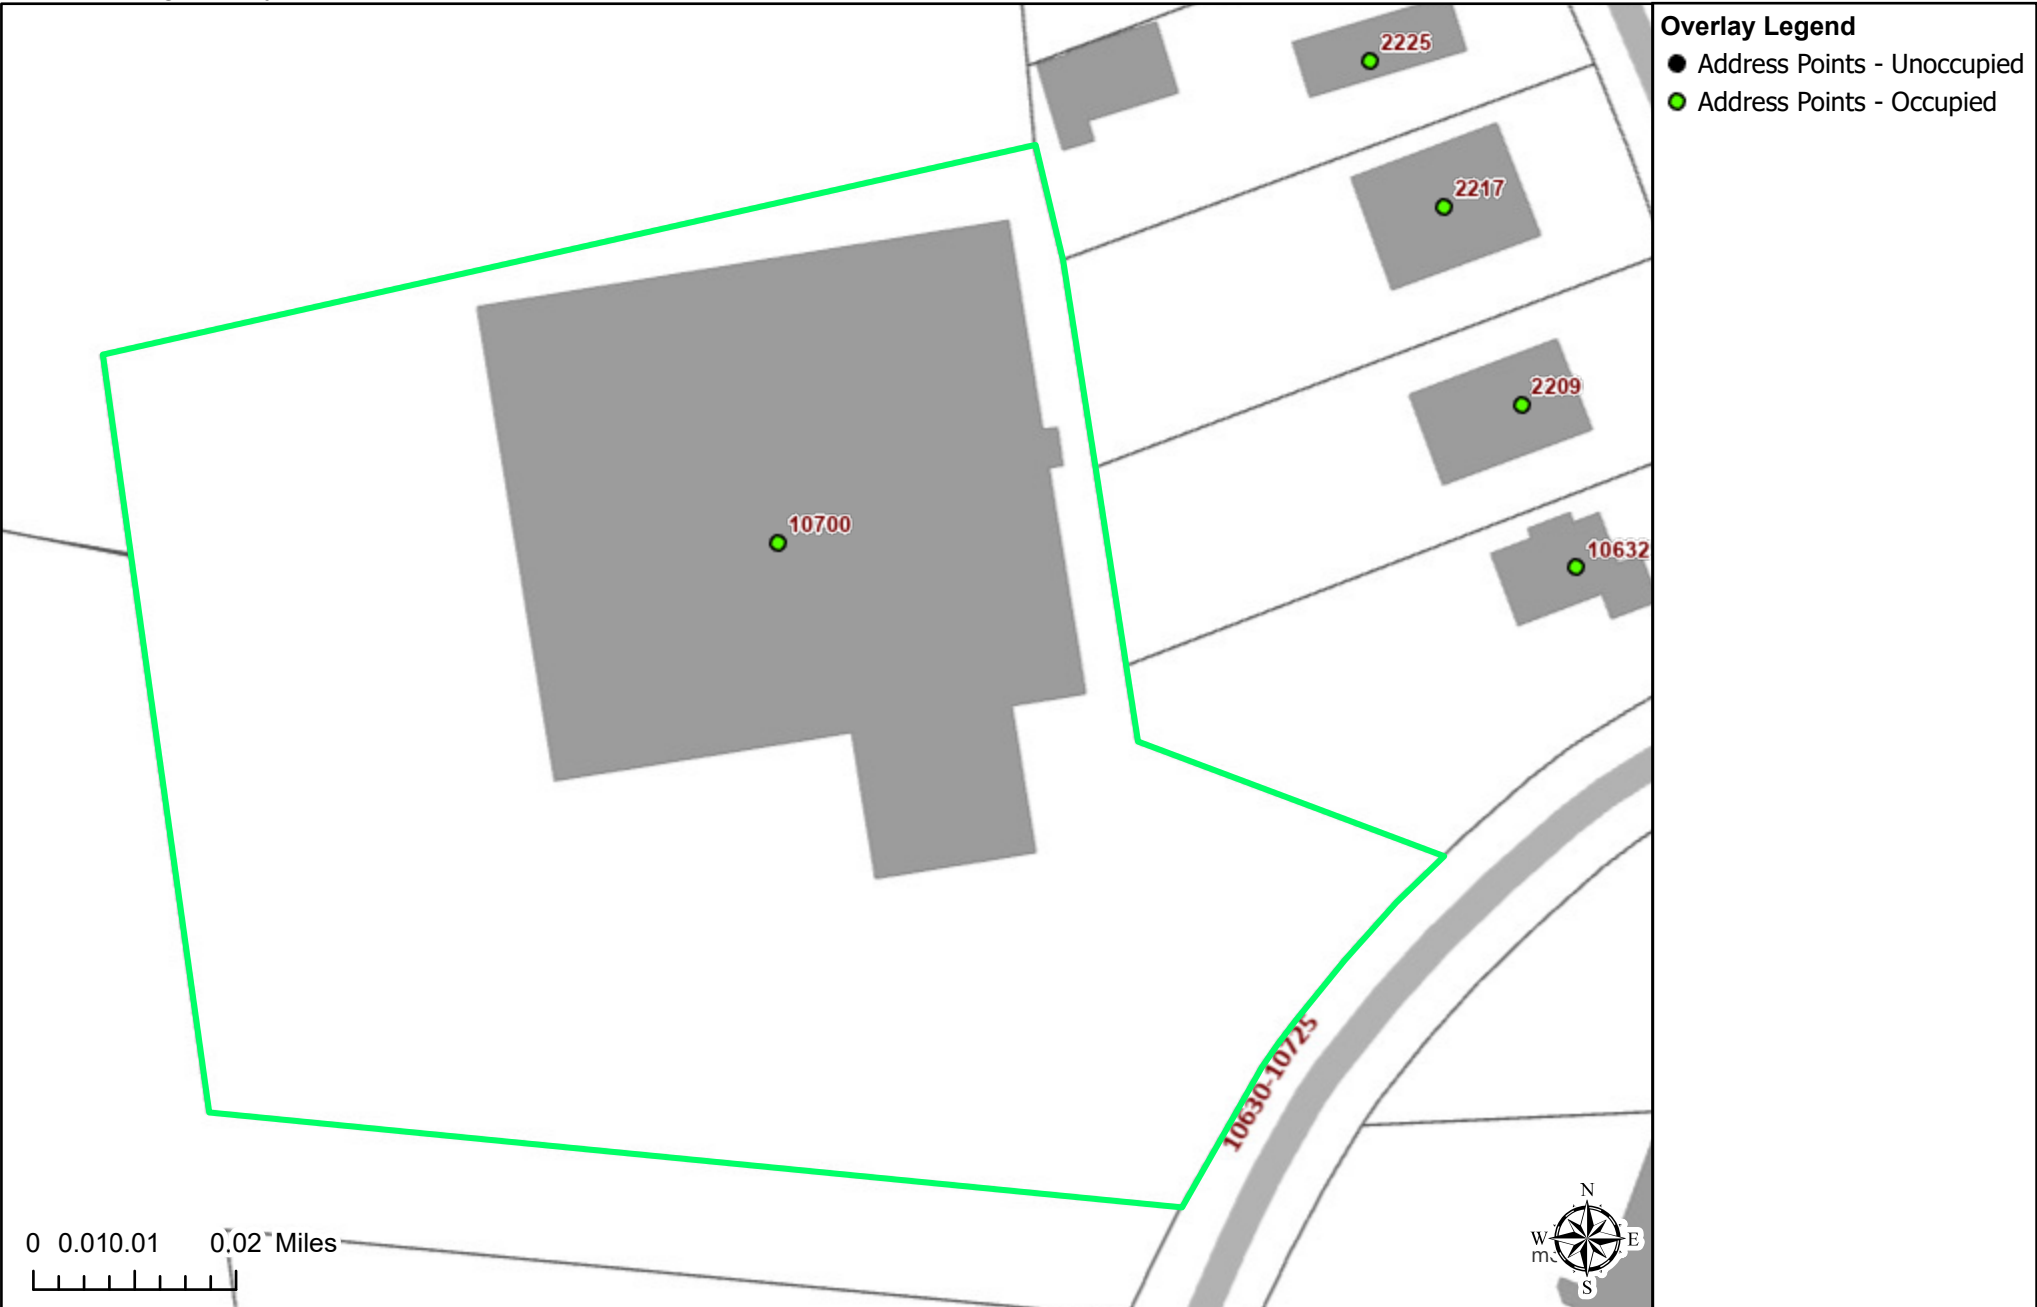 Overlay Legend
Address Points - Unoccupied
Address Points - Occupied
2225
2217
2209
10700
10632
10630-10725
0 0.010.01 0.02 Miles
N
W E
S